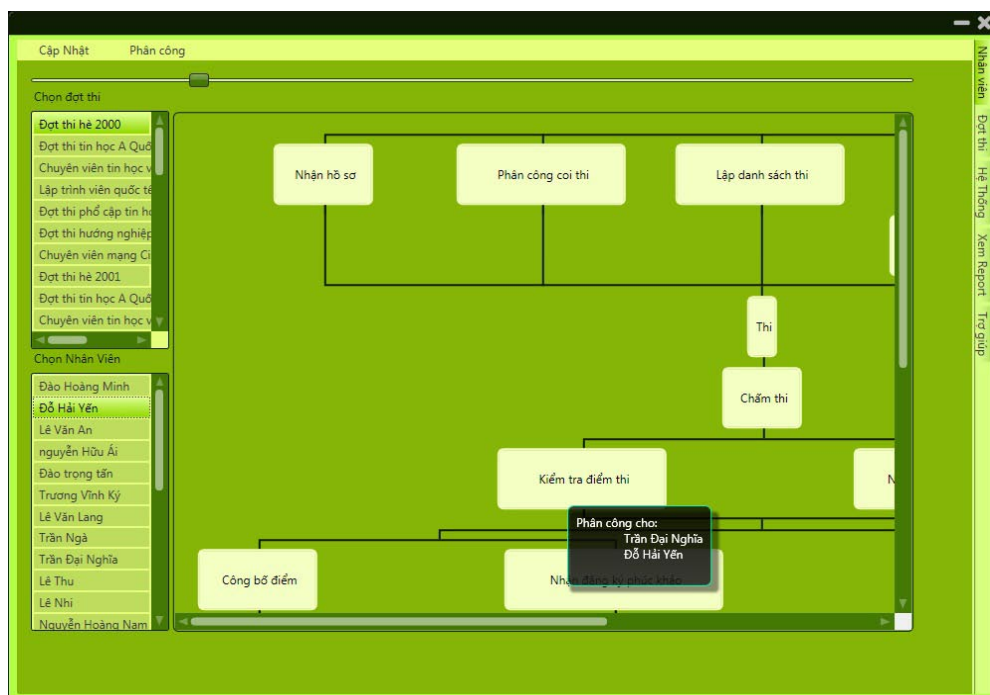 Cập Nhật
Phân công
Chọn đợt thi
Đợt thi hè 2000
Đợt thi tin học A Quố
Chuyên viên tin học v
Lập trình viên quốc tế
Đợt thi phổ cập tin họ
Đợt thi hướng nghiệp
Chuyên viên mạng Ci
Đợt thi hè 2001
Đợt thi tin học A Quố
Chuyên viên tin học v
Chọn Nhân Viên
Đào Hoàng Minh
Đỗ Hải Yến
Lê Văn An
nguyễn Hữu Ái
Đào trọng tấn
Trương Vĩnh Ký
Lê Văn Lang
Trần Ngà
Trần Đại Nghĩa
Lê Thu
Lê Nhi
Nguyễn Hoàng Nam
Nhận hồ sơ
Phân công coi thi
Lập danh sách thi
Thi
Chấm thi
Kiểm tra điểm thi
N
Phân công cho:
Trần Đại Nghĩa
Đỗ Hải Yến
Công bố điểm
Nhận đăng ký phúc khảo
Nhân viên
Đợt thi
Hệ Thống
Xem Report
Trợ giúp